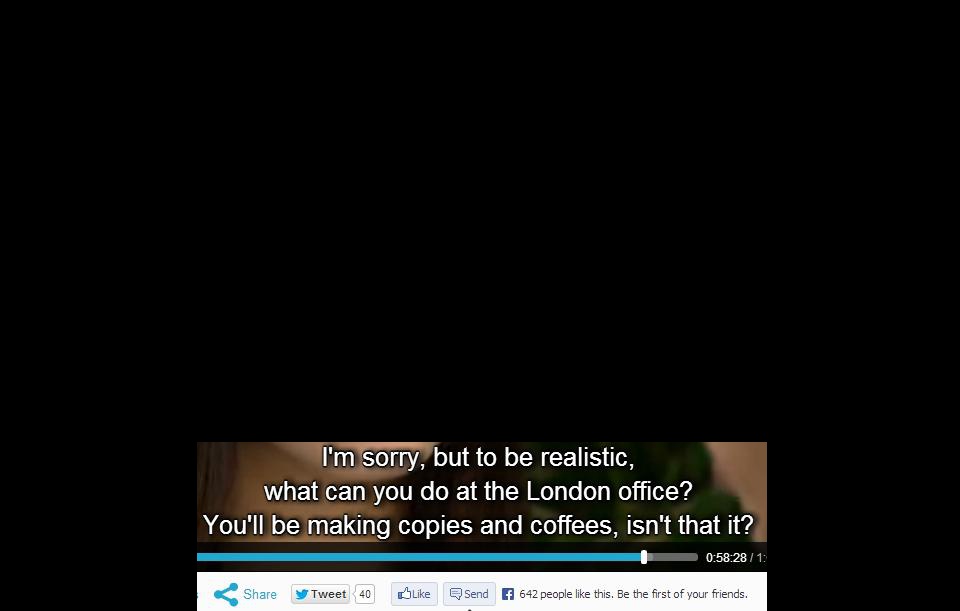 I'm sorry, but to be realistic,
what can you do at the London office?
You'll be making copies and coffees, isn't that it?
0:58:28 / 1:
Share Tweet 40 Like Send 642 people like this. Be the first of your friends.